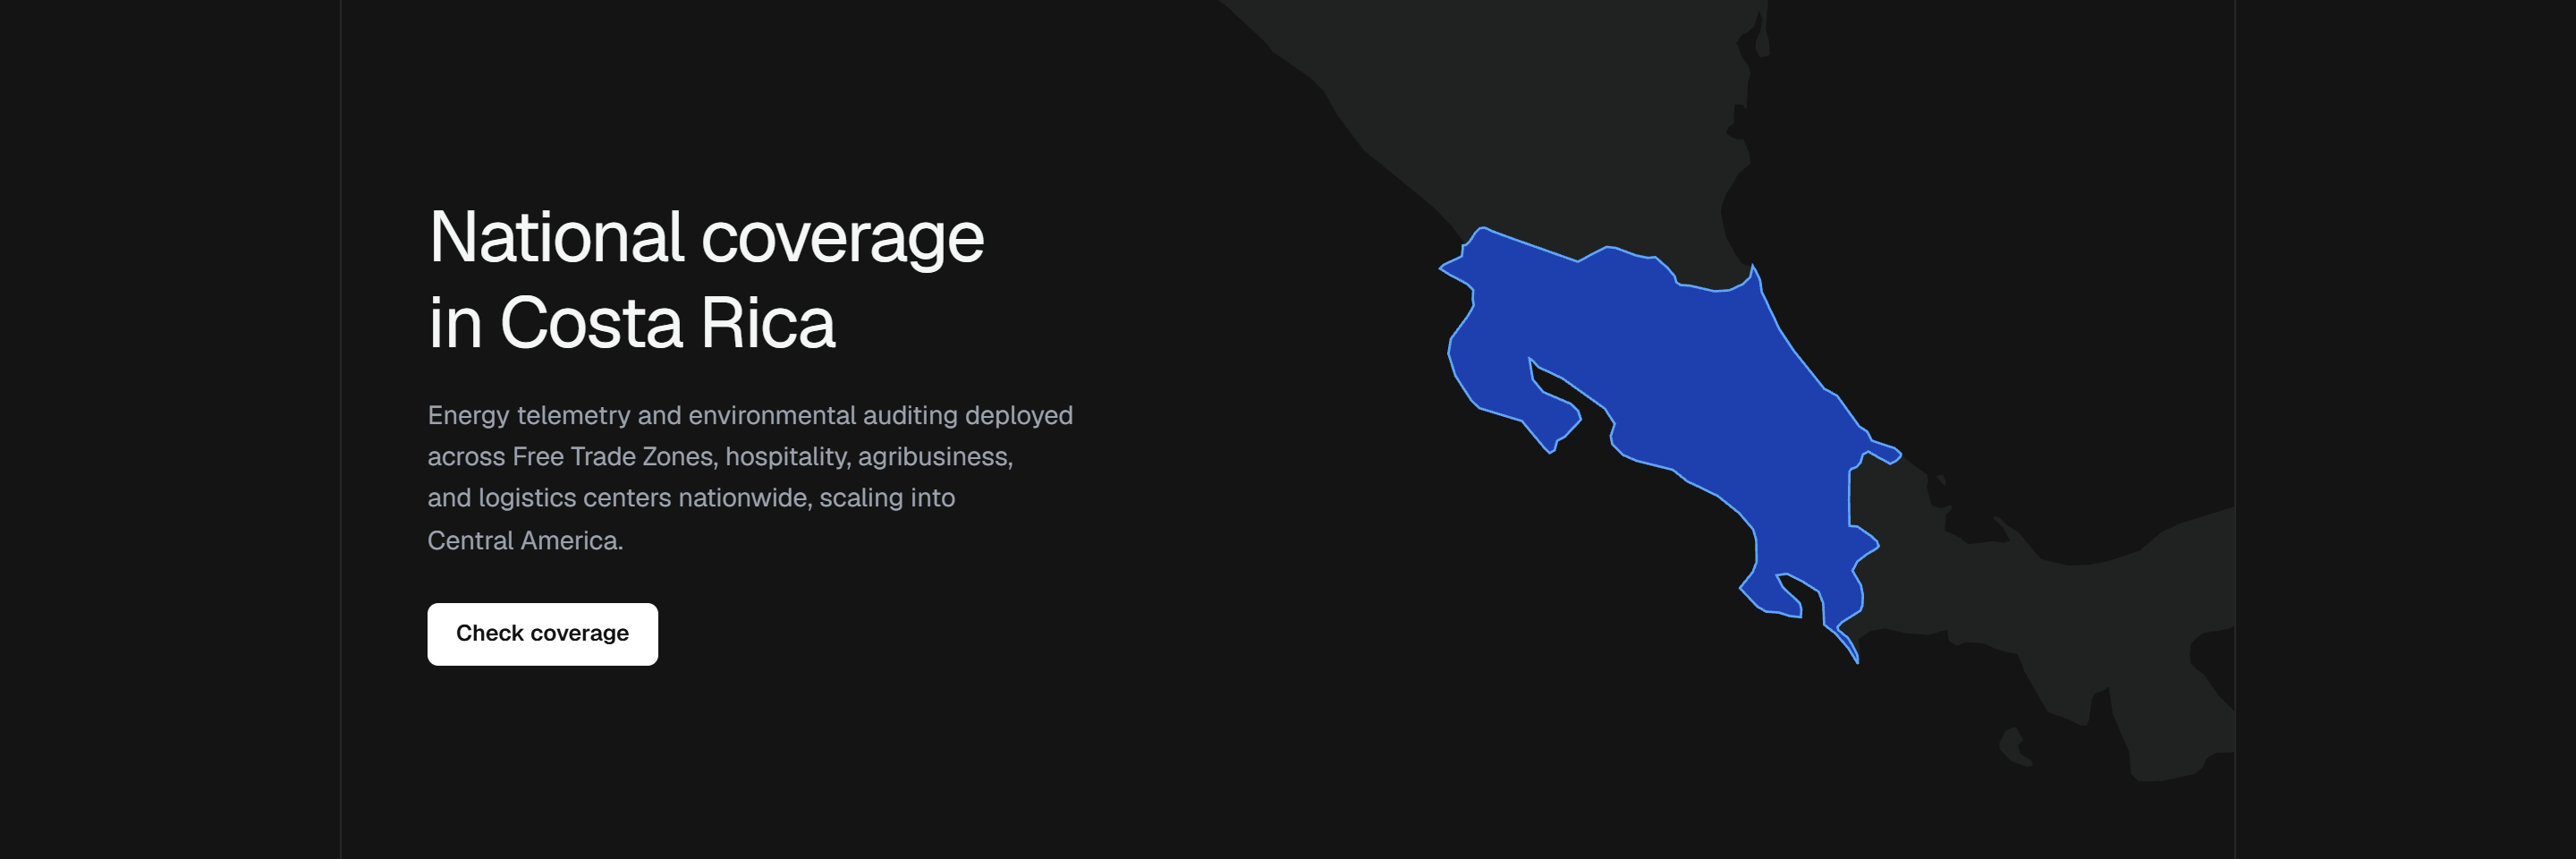 National coverage
in Costa Rica
Energy telemetry and environmental auditing deployed
across Free Trade Zones, hospitality, agribusiness,
and logistics centers nationwide, scaling into
Central America.
Check coverage